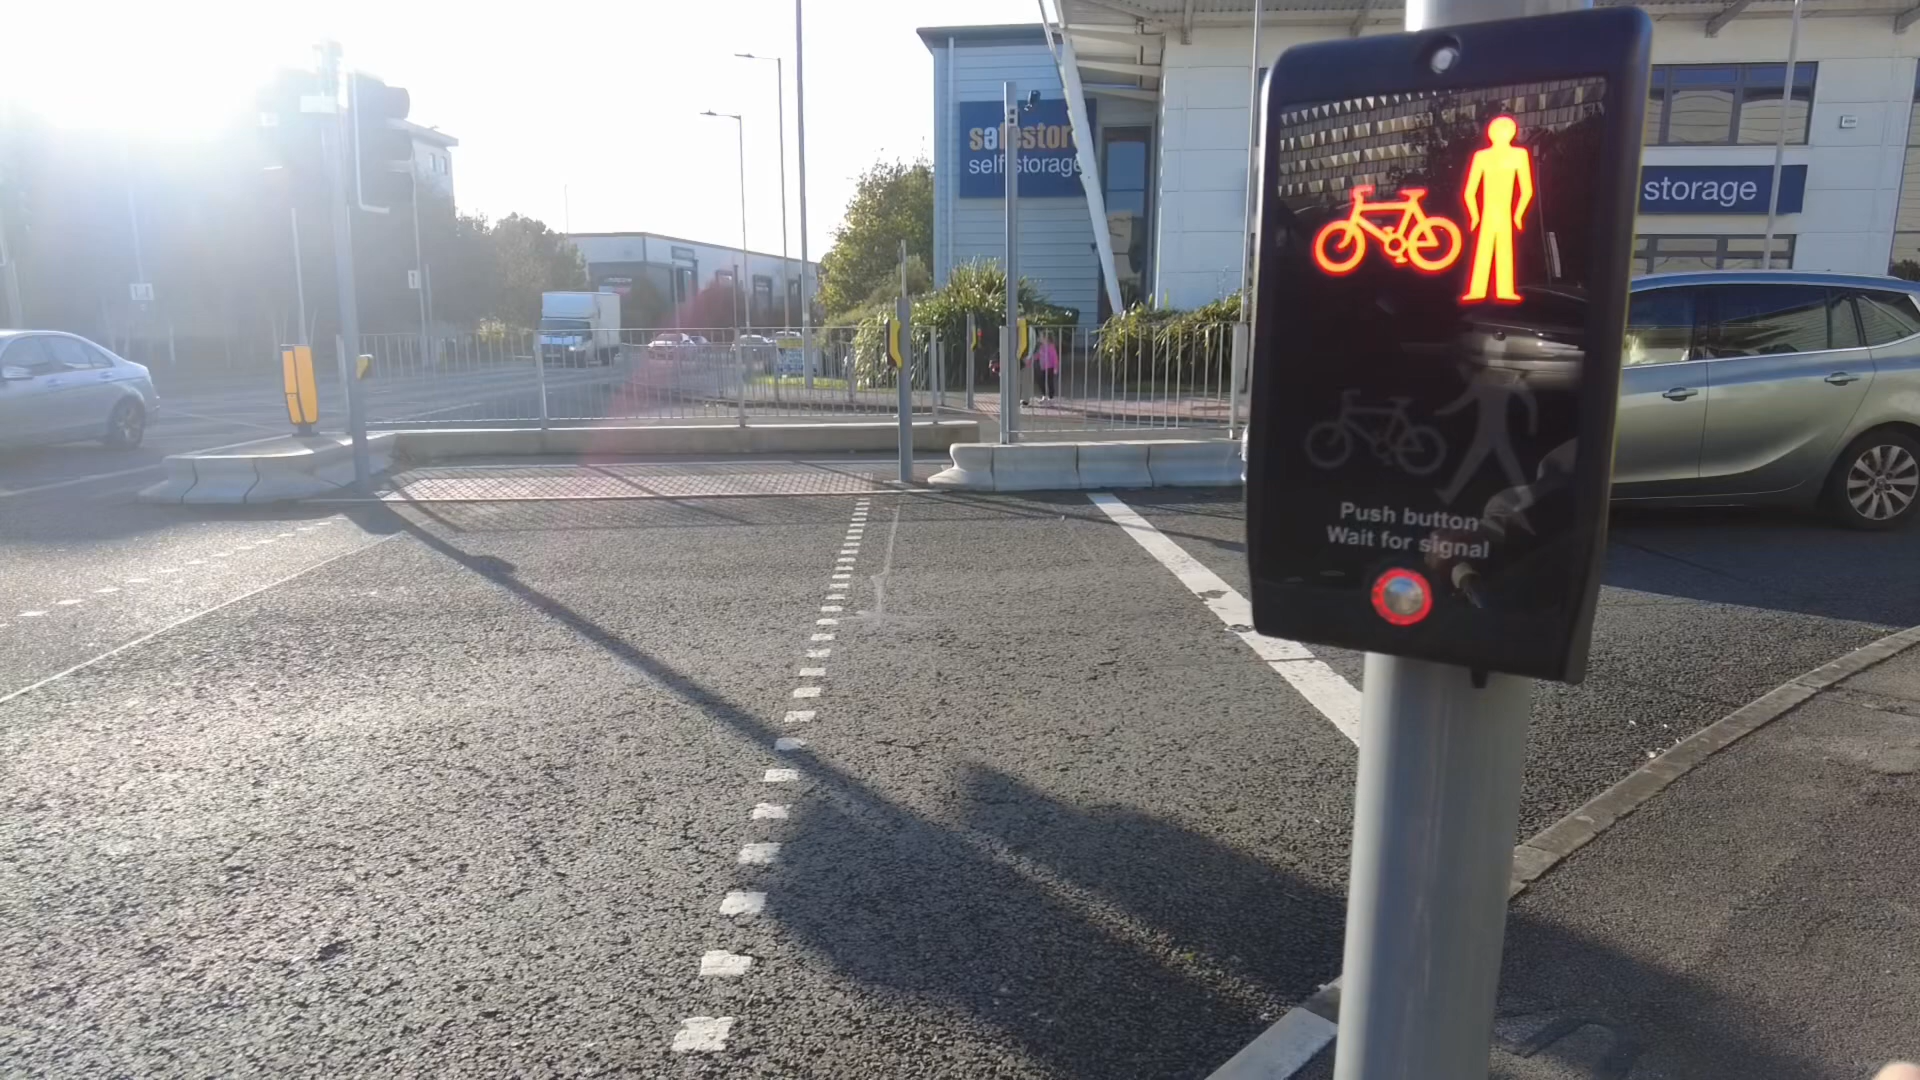 safestor
self storage
storage
Push button
Wait for signal